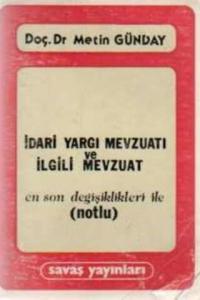 Doç.Dr Metin GÜNDAY
İDARİ YARGI MEVZUATI
ve
İLGİLİ MEVZUAT
en son değişiklikleri ile
(notlu)
savaş yayınları